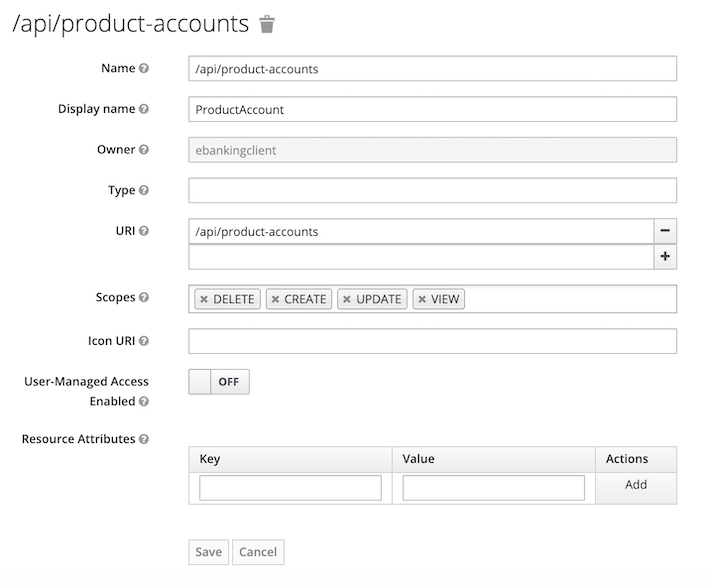 /api/product-accounts
Name /api/product-accounts
Display name ProductAccount
Owner ebankingclient
Type
URI /api/product-accounts
Scopes DELETE CREATE UPDATE VIEW
Icon URI
User-Managed Access
Enabled OFF
Resource Attributes
Key Value Actions
Add
Save Cancel